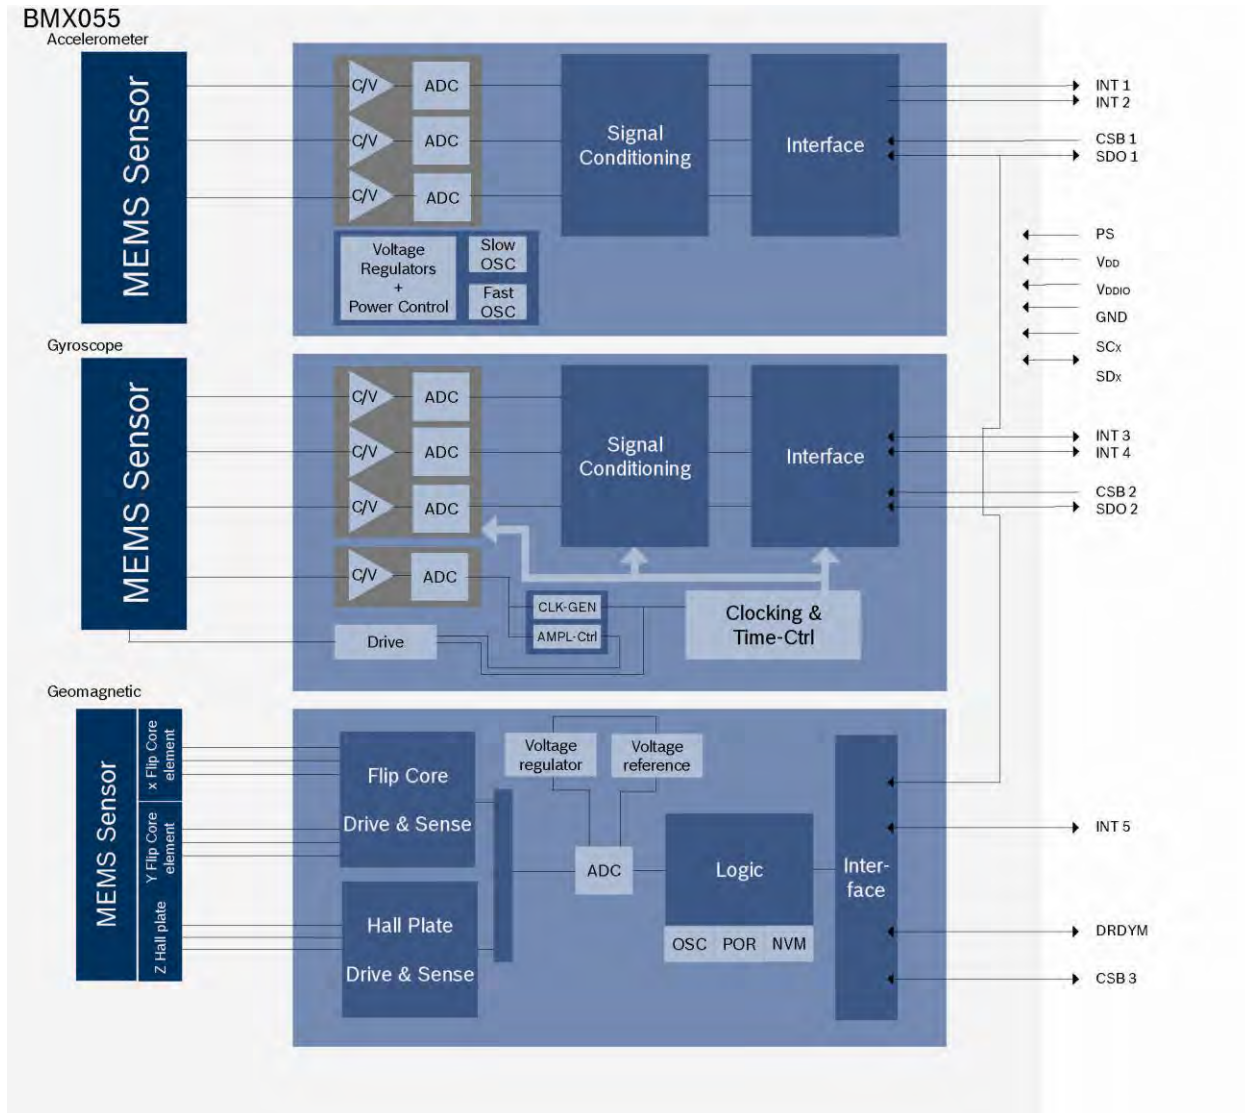 BMX055
Accelerometer
MEMS Sensor
C/V
ADC
C/V
ADC
C/V
ADC
Signal
Conditioning
Interface
INT 1
INT 2
CSB 1
SDO 1
Voltage
Regulators
+
Power Control
Slow
OSC
Fast
OSC
PS
VDD
VDDIO
GND
SCx
SDx
Gyroscope
MEMS Sensor
C/V
ADC
C/V
ADC
C/V
ADC
Signal
Conditioning
Interface
INT 3
INT 4
CSB 2
SDO 2
C/V
ADC
CLK-GEN
AMPL-Ctrl
Drive
Clocking &
Time-Ctrl
Geomagnetic
MEMS Sensor
x Flip Core
element
Y Flip Core
element
Z Hall plate
Flip Core
Drive & Sense
Hall Plate
Drive & Sense
Voltage
regulator
Voltage
reference
ADC
Logic
OSC
POR
NVM
Inter-
face
INT 5
DRDYM
CSB 3